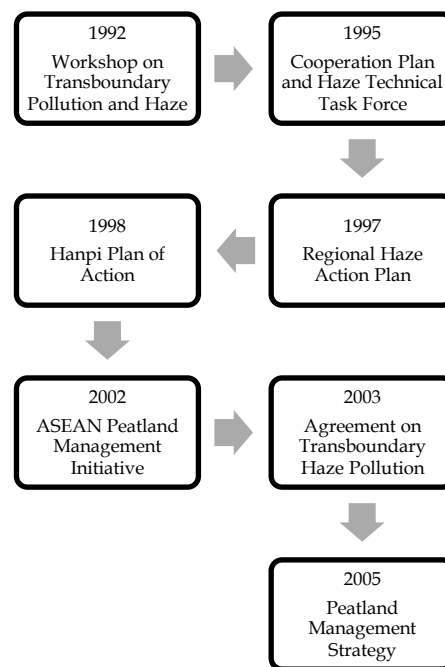 1992
Workshop on
Transboundary
Pollution and Haze
1995
Cooperation Plan
and Haze Technical
Task Force
1997
Regional Haze
Action Plan
1998
Hanpi Plan of
Action
2002
ASEAN Peatland
Management
Initiative
2003
Agreement on
Transboundary
Haze Pollution
2005
Peatland
Management
Strategy